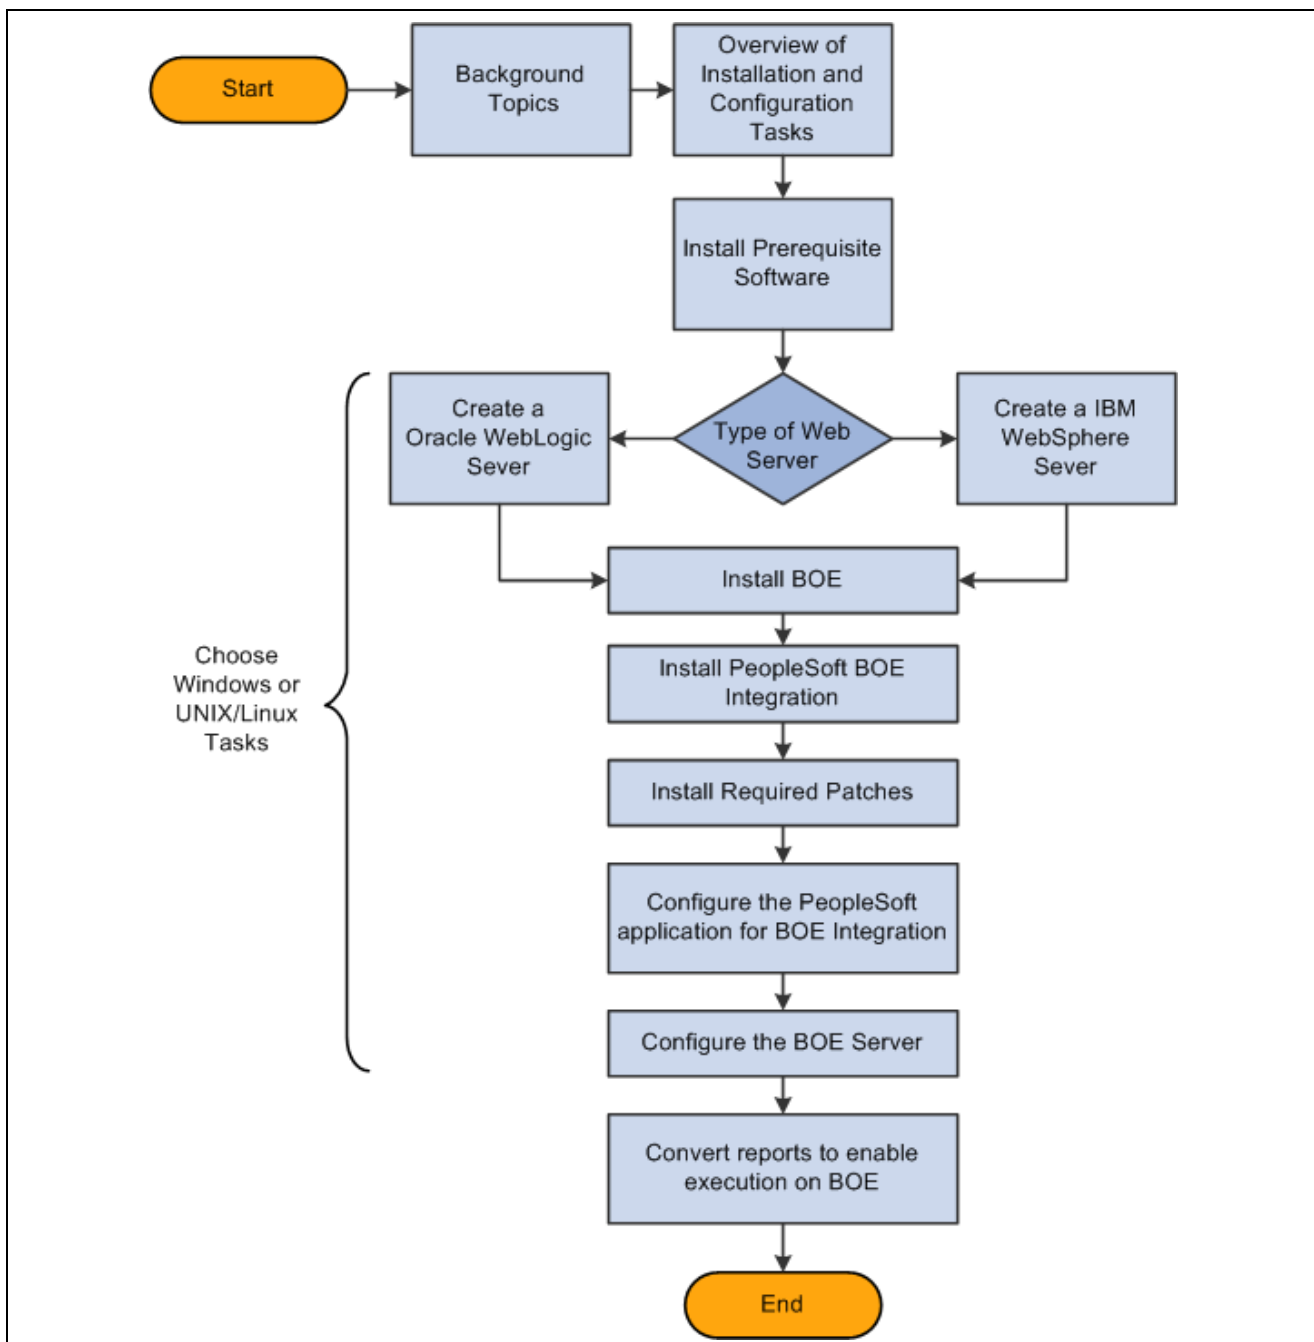 Start
Background
Topics
Overview of
Installation and
Configuration
Tasks
Install Prerequisite
Software
Type of Web
Server
Create a
Oracle WebLogic
Sever
Create a IBM
WebSphere
Sever
Install BOE
Choose
Windows or
UNIX/Linux
Tasks
Install PeopleSoft BOE
Integration
Install Required Patches
Configure the PeopleSoft
application for BOE Integration
Configure the BOE Server
Convert reports to enable
execution on BOE
End